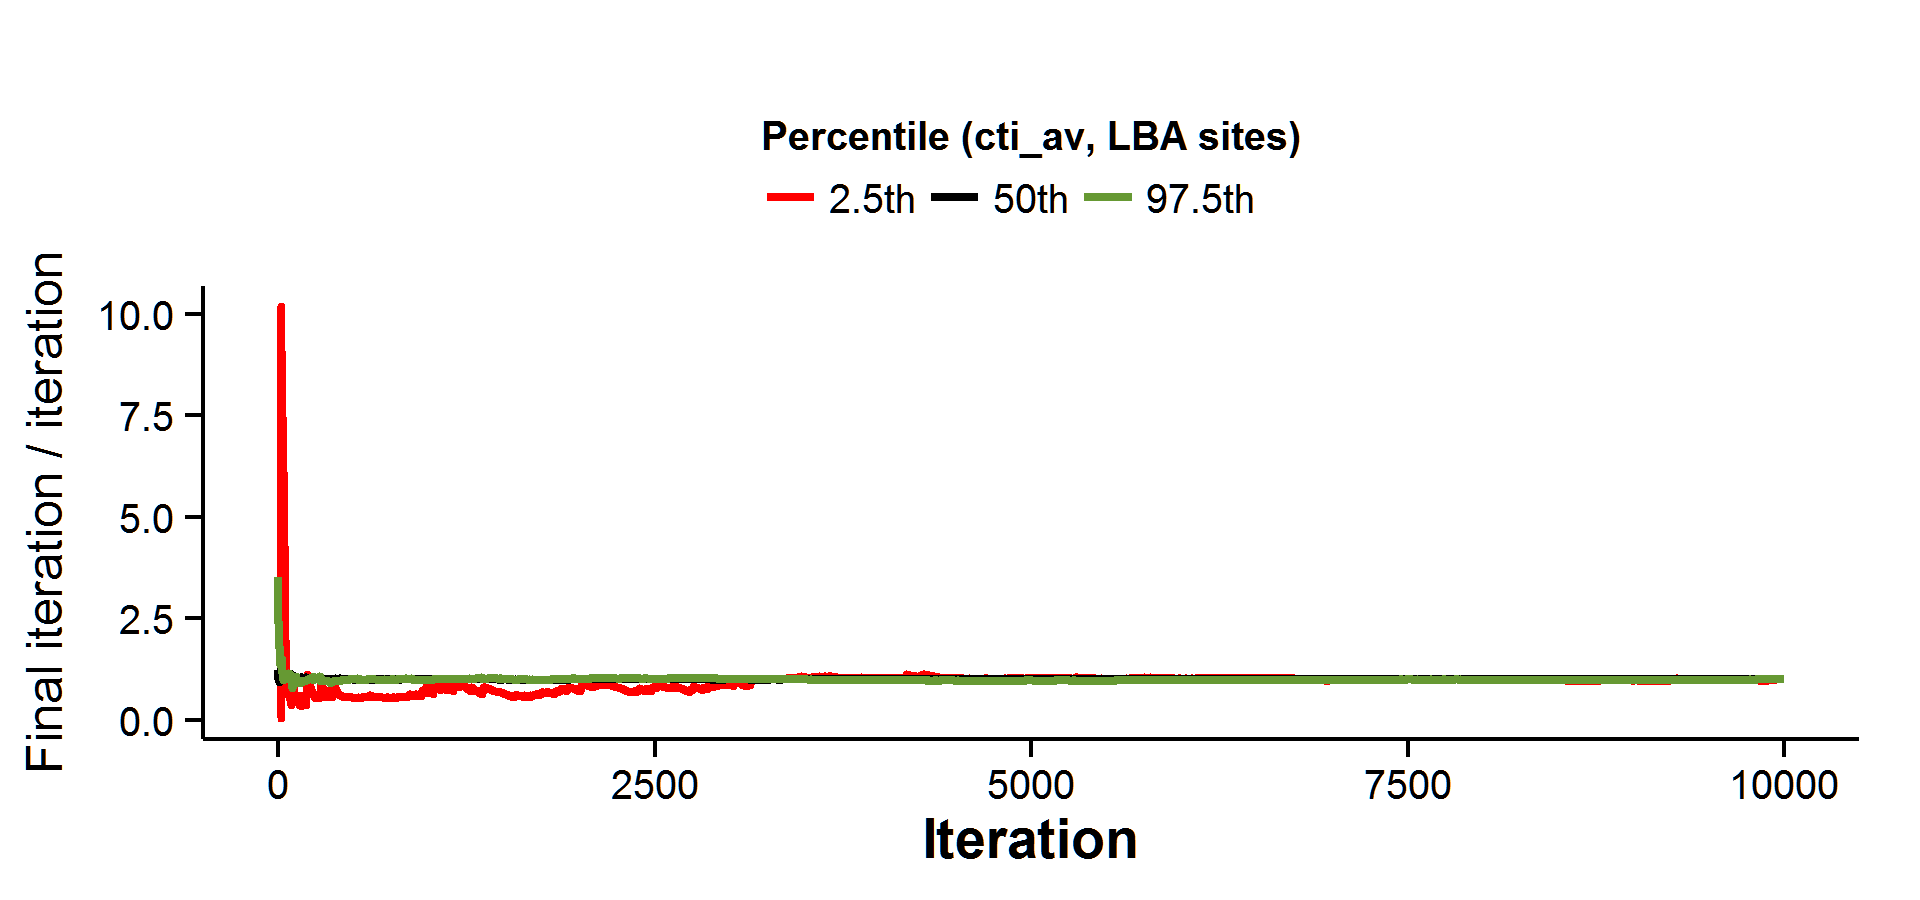 Percentile (cti_av, LBA sites)
2.5th 50th 97.5th
Final iteration / iteration
10.0
7.5
5.0
2.5
0.0
0 2500 5000 7500 10000
Iteration